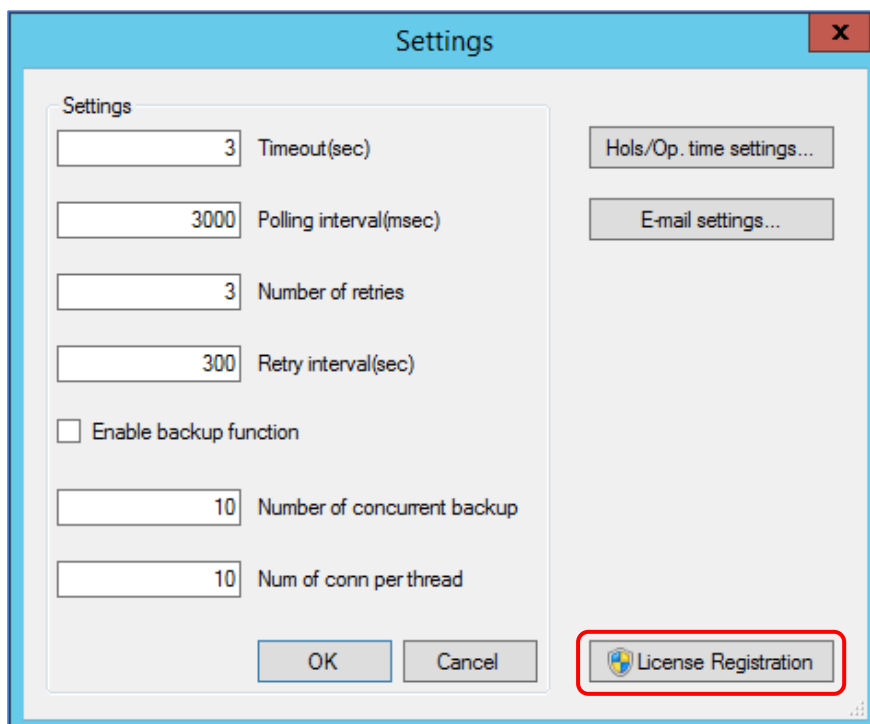 Settings
x
Settings
3 Timeout(sec)
Hols/Op. time settings...
3000 Polling interval(msec)
E-mail settings...
3 Number of retries
300 Retry interval(sec)
Enable backup function
10 Number of concurrent backup
10 Num of conn per thread
OK Cancel
License Registration